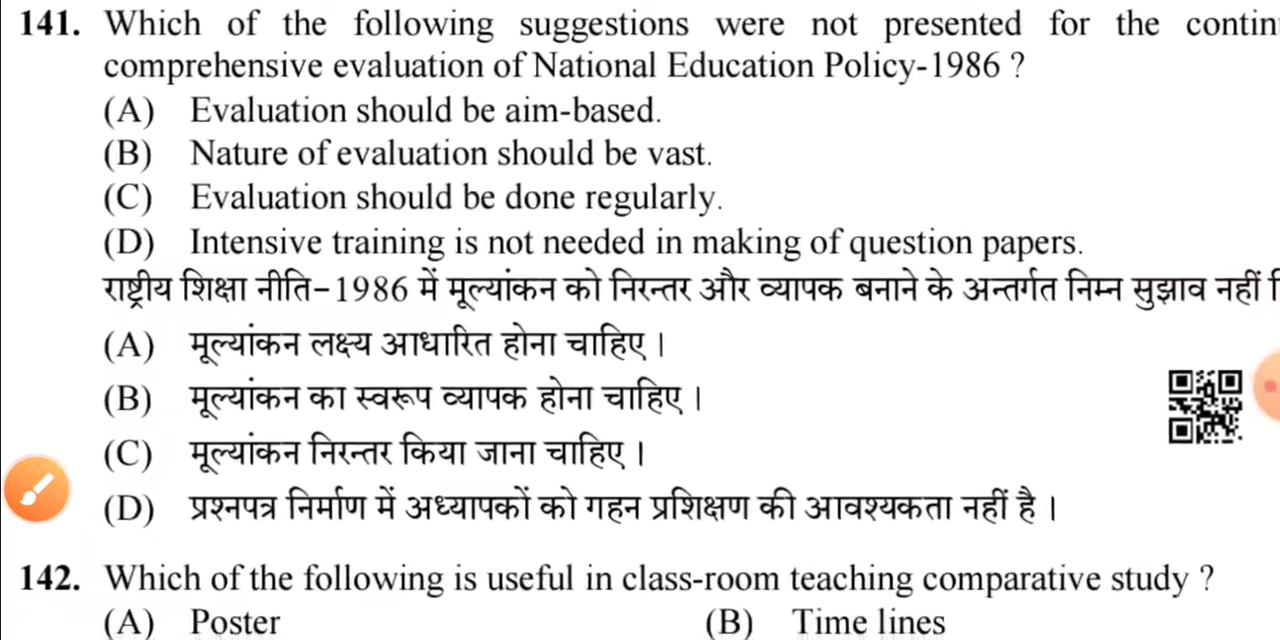 141. Which of the following suggestions were not presented for the contin
comprehensive evaluation of National Education Policy-1986 ?
(A) Evaluation should be aim-based.
(B) Nature of evaluation should be vast.
(C) Evaluation should be done regularly.
(D) Intensive training is not needed in making of question papers.
राष्ट्रीय शिक्षा नीति–1986 में मूल्यांकन को निरन्तर और व्यापक बनाने के अन्तर्गत निम्न सुझाव नहीं
(A) मूल्यांकन लक्ष्य आधारित होना चाहिए ।
(B) मूल्यांकन का स्वरूप व्यापक होना चाहिए ।
(C) मूल्यांकन निरन्तर किया जाना चाहिए ।
(D) प्रश्नपत्र निर्माण में अध्यापकों को गहन प्रशिक्षण की आवश्यकता नहीं है ।
142. Which of the following is useful in class-room teaching comparative study ?
(A) Poster (B) Time lines